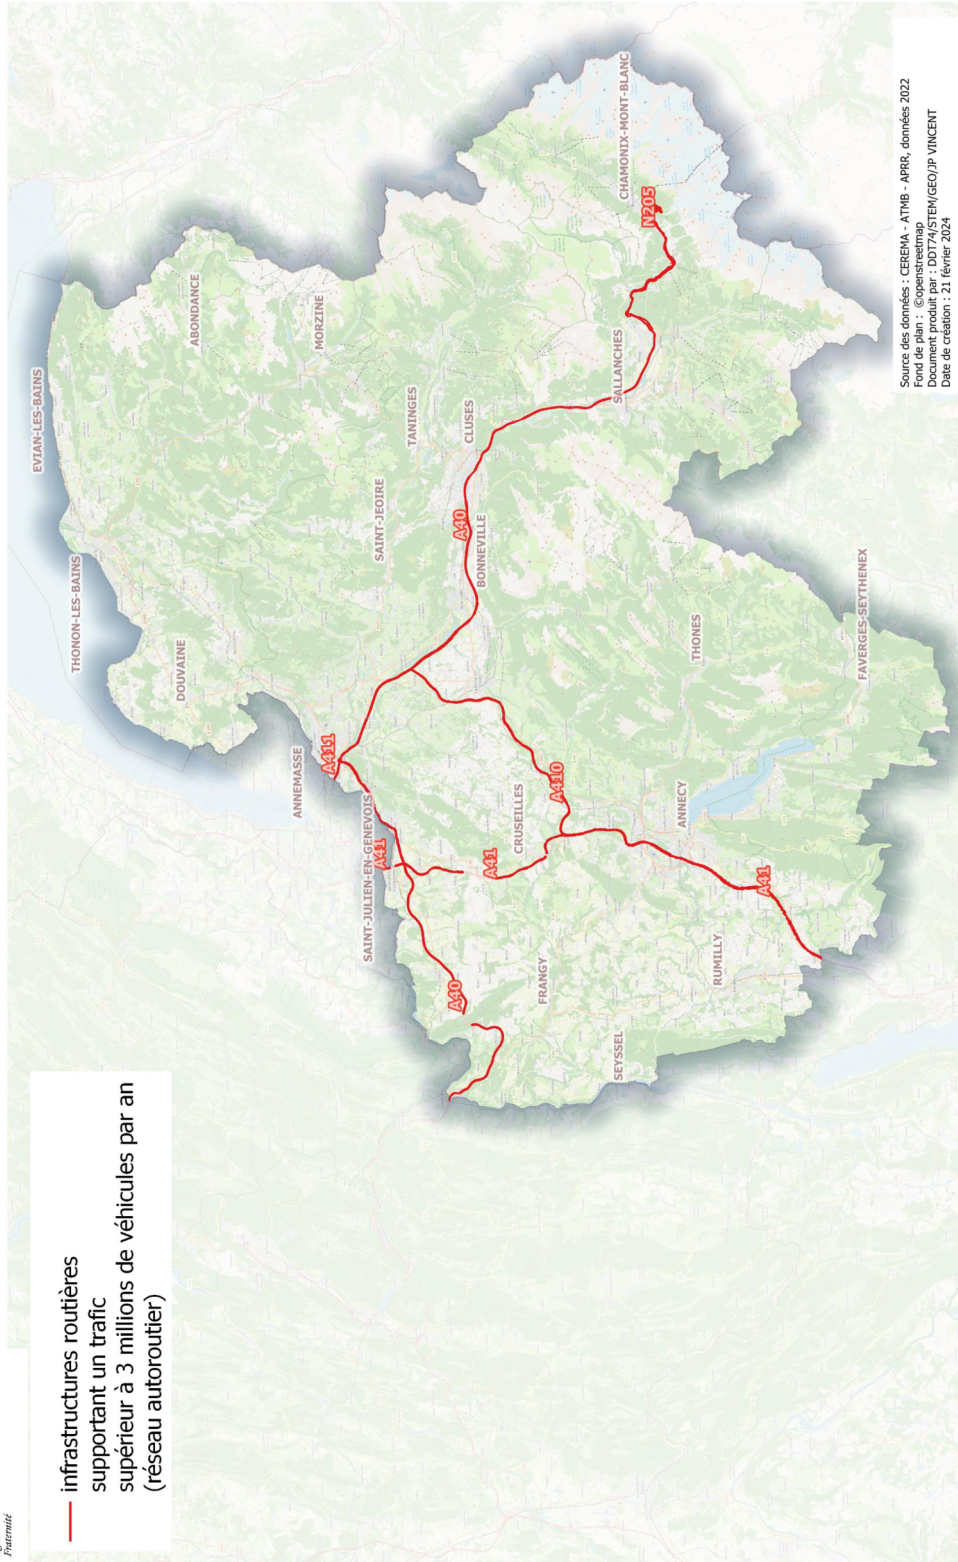 Fraternité
infrastructures routières
supportant un trafic
supérieur à 3 millions de véhicules par an
(réseau autoroutier)
EVIAN-LES-BAINS
THONON-LES-BAINS
DOUVAINE
ABONDANCE
MORZINE
ANNEMASSE
A411
SAINT-JULIEN-EN-GENEVOIS
A41
SAINT-JEOIRE
TANINGES
CLUSES
A40
BONNEVILLE
A40
A41
CRUSEILLES
FRANGY
A410
SALLANCHES
CHAMONIX-MONT-BLANC
N205
SEYSSEL
ANNECY
THONES
RUMILLY
A41
FAVERGES-SEYTHENEX
Source des données : CEREMA - ATMB - APRR, données 2022
Fond de plan : ©openstreetmap
Document produit par : DDT74/STEM/GEO/JP VINCENT
Date de création : 21 février 2024